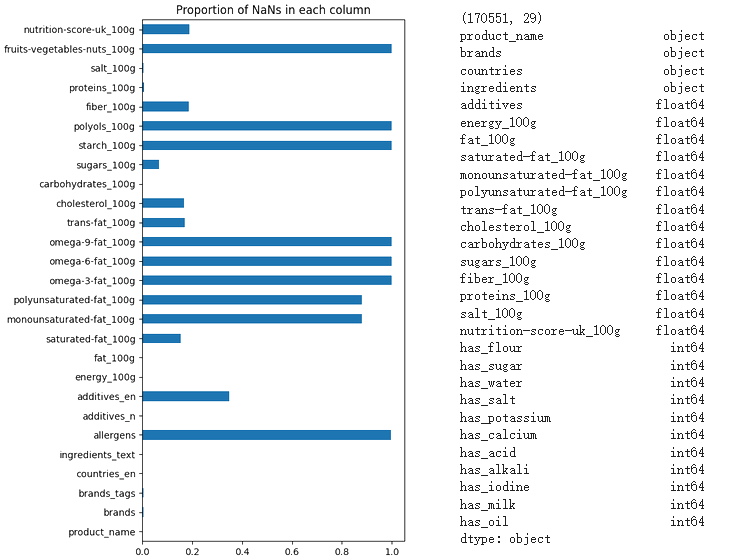 Proportion of NaNs in each column
nutrition-score-uk_100g
fruits-vegetables-nuts_100g
salt_100g
proteins_100g
fiber_100g
polyols_100g
starch_100g
sugars_100g
carbohydrates_100g
cholesterol_100g
trans-fat_100g
omega-9-fat_100g
omega-6-fat_100g
omega-3-fat_100g
polyunsaturated-fat_100g
monounsaturated-fat_100g
saturated-fat_100g
fat_100g
energy_100g
additives_en
additives_n
allergens
ingredients_text
countries_en
brands_tags
brands
product_name
0.0 0.2 0.4 0.6 0.8 1.0
(170551, 29)
product_name object
brands object
countries object
ingredients object
additives float64
energy_100g float64
fat_100g float64
saturated-fat_100g float64
monounsaturated-fat_100g float64
polyunsaturated-fat_100g float64
trans-fat_100g float64
cholesterol_100g float64
carbohydrates_100g float64
sugars_100g float64
fiber_100g float64
proteins_100g float64
salt_100g float64
nutrition-score-uk_100g float64
has_flour int64
has_sugar int64
has_water int64
has_salt int64
has_potassium int64
has_calcium int64
has_acid int64
has_alkali int64
has_iodine int64
has_milk int64
has_oil int64
dtype: object